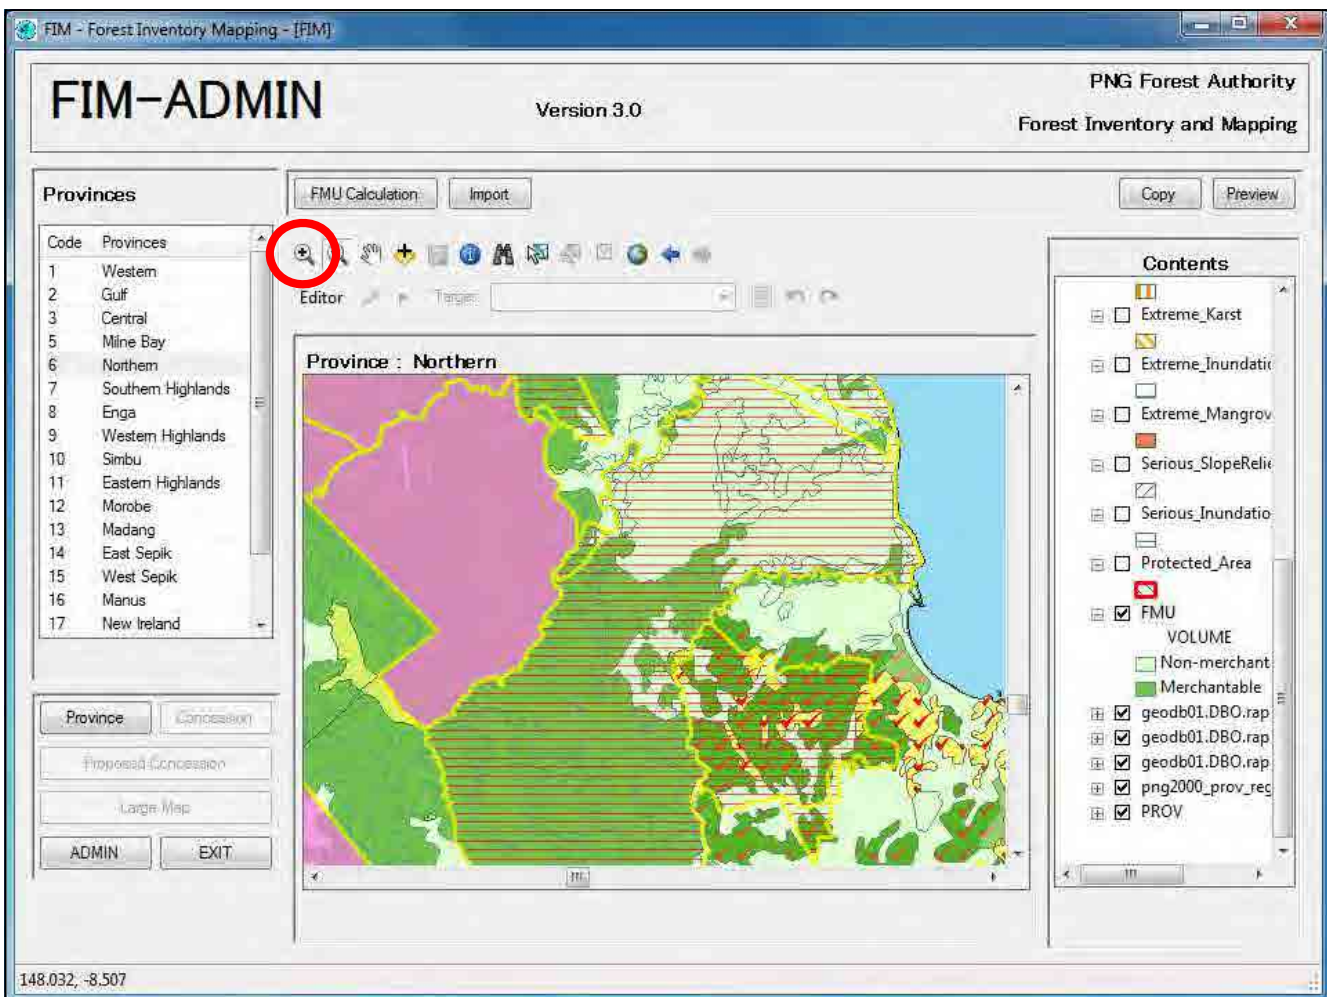 FIM - Forest Inventory Mapping - [FIM]
FIM-ADMIN
Version 3.0
PNG Forest Authority
Forest Inventory and Mapping
Provinces
FMU Calculation
Import
Copy
Preview
Code Provinces
1 Western
2 Gulf
3 Central
5 Milne Bay
6 Northern
7 Southern Highlands
8 Enga
9 Western Highlands
10 Simbu
11 Eastern Highlands
12 Morobe
13 Madang
14 East Sepik
15 West Sepik
16 Manus
17 New Ireland
Editor
Target:
Province : Northern
Contents
Extreme_Karst
Extreme_Inundatio
Extreme_Mangrov
Serious_SlopeRelie
Serious_Inundatio
Protected_Area
FMU
VOLUME
Non-merchant
Merchantable
geodb01.DBO.rap
geodb01.DBO.rap
geodb01.DBO.rap
png2000_prov_reg
PROV
Province
Concession
Proposed Concession
Large Map
ADMIN
EXIT
148.032, -8.507